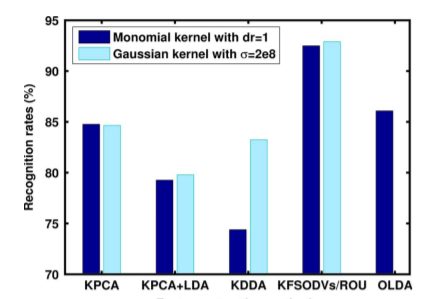 95
90
85
80
75
70
Recognition rates (%)
Monomial kernel with dr=1
Gaussian kernel with σ=2e8
KPCA KPCA+LDA KDDA KFSODVs/ROU OLDA